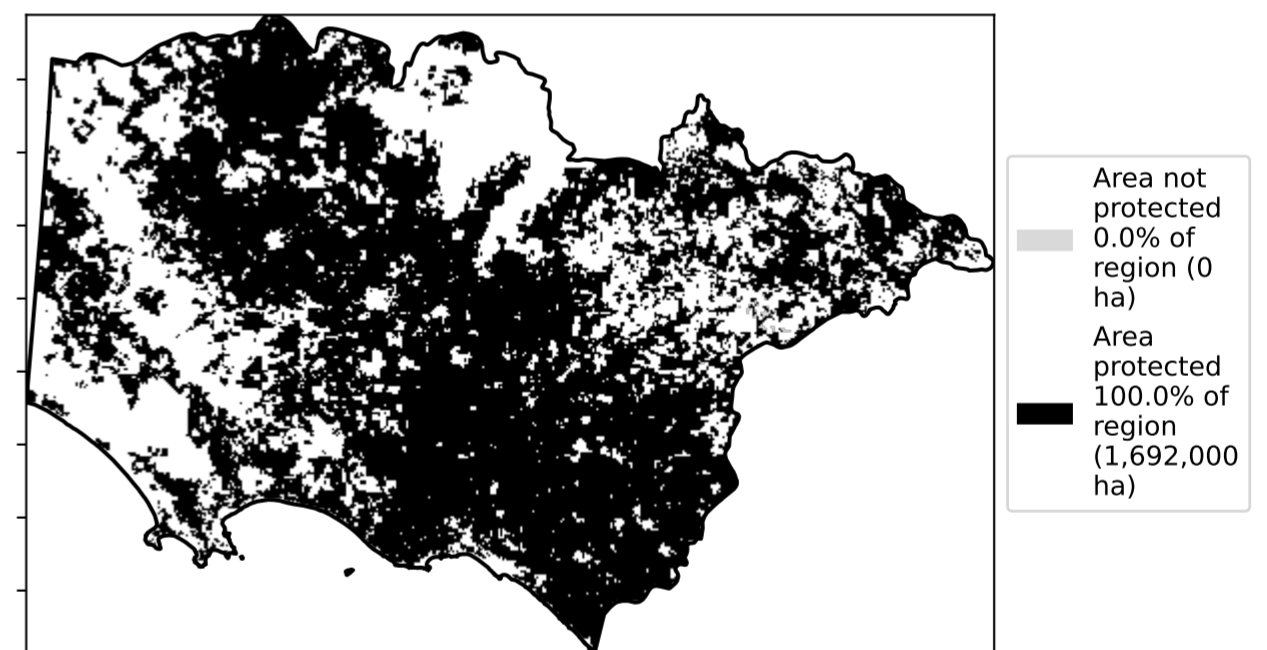 Area not
protected
0.0% of
region (0
ha)
Area
protected
100.0% of
region
(1,692,000
ha)